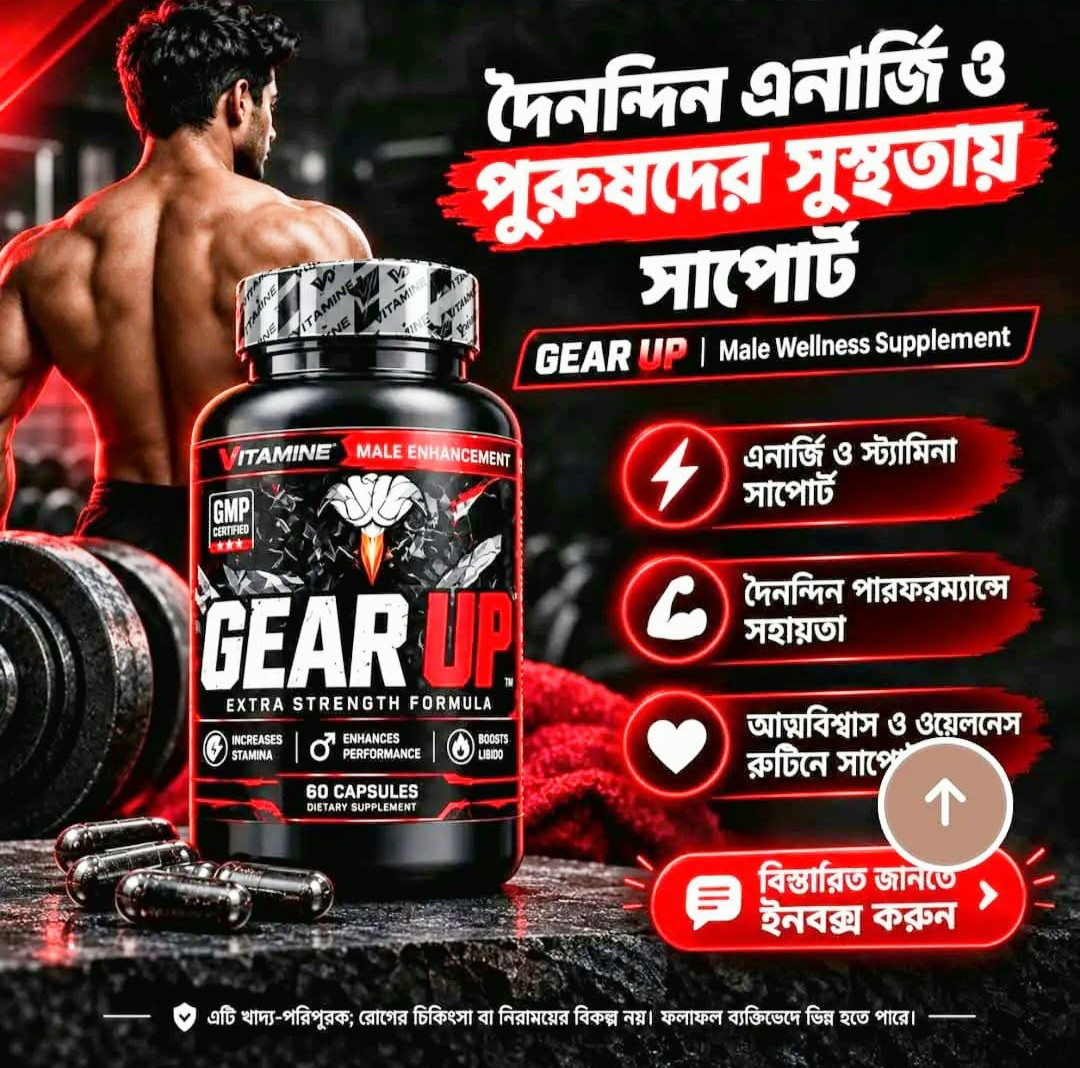 দৈনন্দিন এনার্জি ও
পুরুষদের সুস্থতায়
সাপোর্ট
GEAR UP | Male Wellness Supplement
VITAMINE
VITAMINE™ MALE ENHANCEMENT
GMP
CERTIFIED
GEAR UP™
EXTRA STRENGTH FORMULA
INCREASES
STAMINA
ENHANCES
PERFORMANCE
BOOSTS
LIBIDO
60 CAPSULES
DIETARY SUPPLEMENT
এনার্জি ও স্ট্যামিনা
সাপোর্ট
দৈনন্দিন পারফরম্যান্সে
সহায়তা
আত্মবিশ্বাস ও ওয়েলনেস
রুটিনে
বিস্তারিত জানতে
ইনবক্স করুন
এটি খাদ্য-পরিপূরক; রোগের চিকিৎসা বা নিরাময়ের বিকল্প নয়। ফলাফল ব্যক্তিভেদে ভিন্ন হতে পারে।